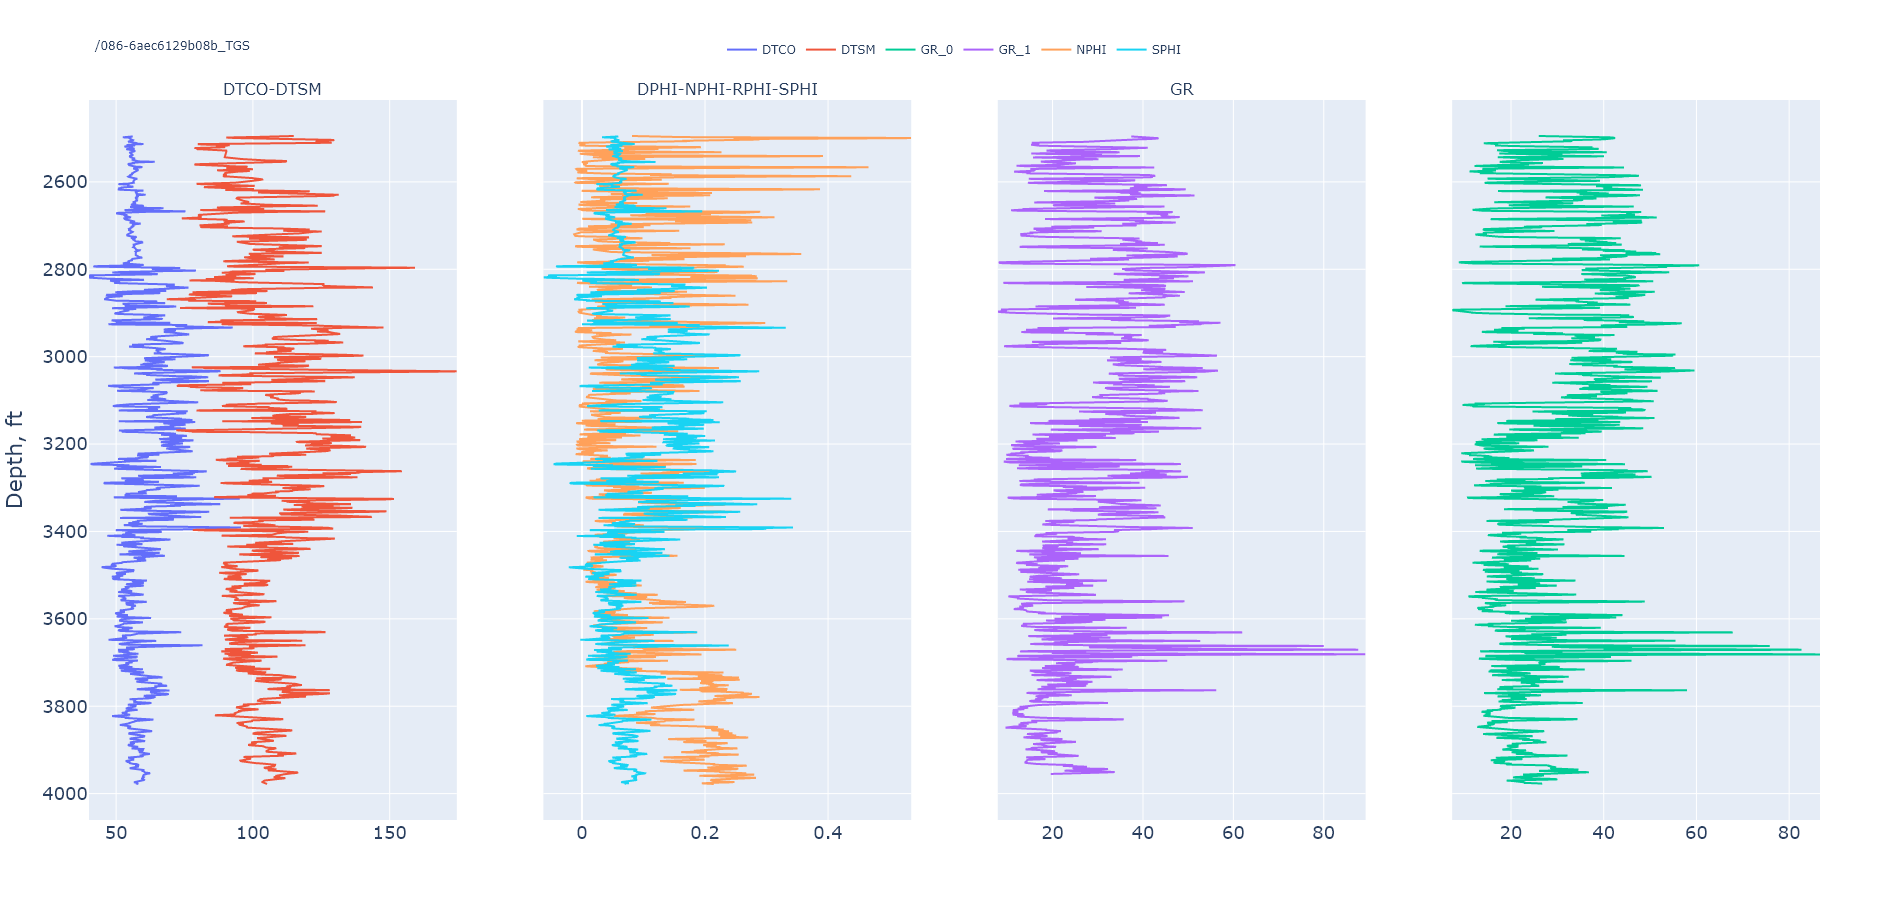 /086-6aec6129b08b_TGS
DTCO DTSM GR_0 GR_1 NPHI SPHI
DTCO-DTSM DPHI-NPHI-RPHI-SPHI GR
Depth, ft
2600
2800
3000
3200
3400
3600
3800
4000
50 100 150 0 0.2 0.4 20 40 60 80 20 40 60 80